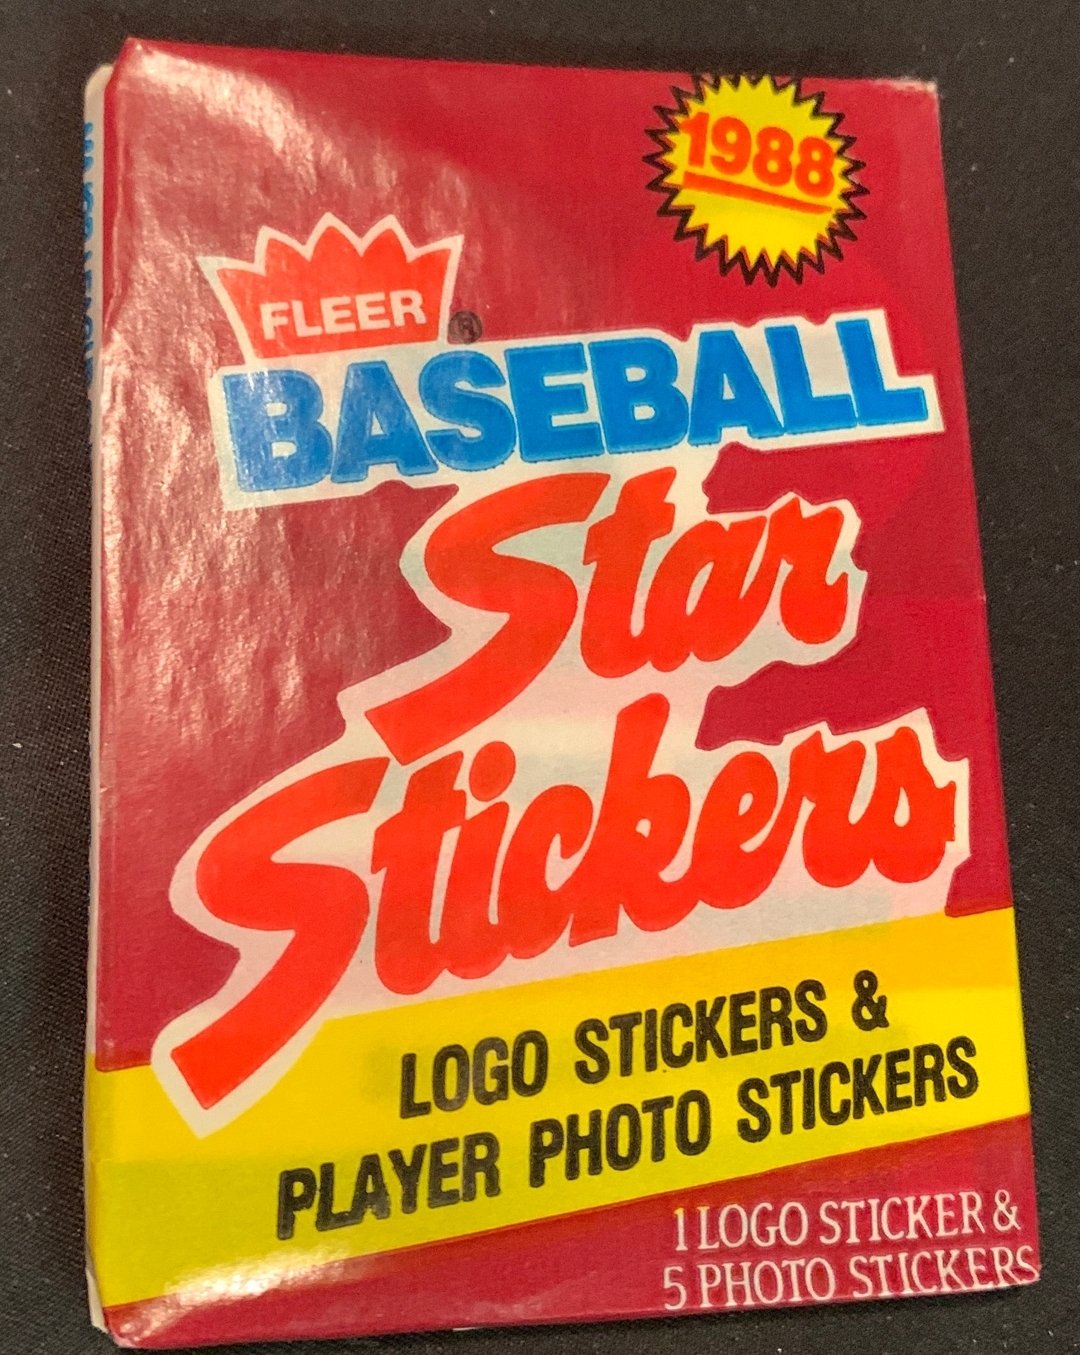 1988
FLEER ®
BASEBALL
Star
Stickers
LOGO STICKERS &
PLAYER PHOTO STICKERS
1 LOGO STICKER &
5 PHOTO STICKERS